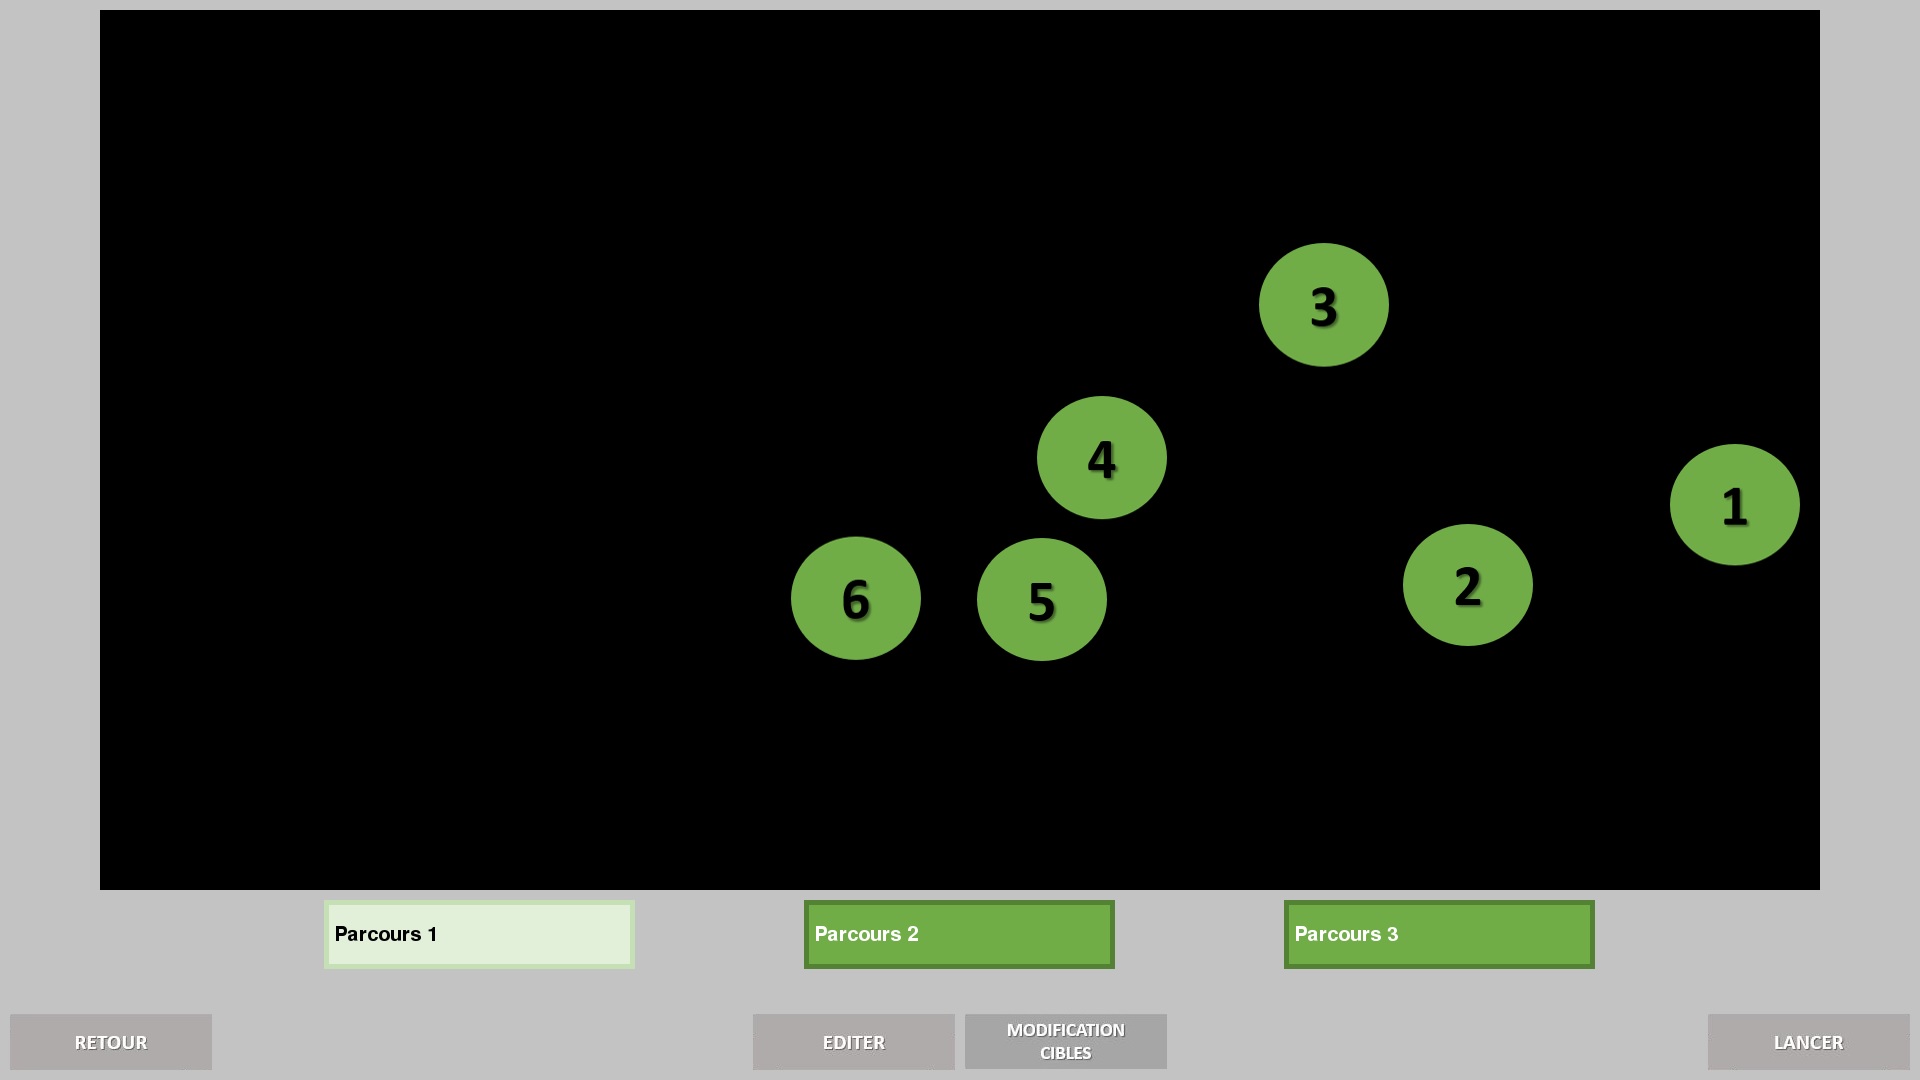 3
4
1
2
6
5
Parcours 1
Parcours 2
Parcours 3
RETOUR
EDITER
MODIFICATION
CIBLES
LANCER